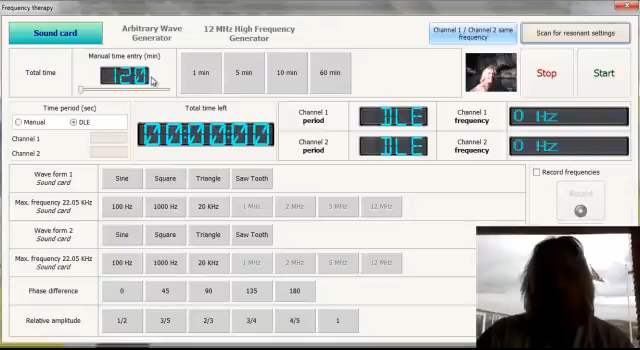 Frequency therapy
Sound card
Arbitrary Wave
Generator
12 MHz High Frequency
Generator
Channel 1 / Channel 2 same
frequency
Scan for resonant settings
Total time
Manual time entry (min)
120
1 min
5 min
10 min
60 min
Stop
Start
Time period (sec)
Manual
DLE
Channel 1
Channel 2
Total time left
00:00:00
Channel 1
period
DLE
Channel 1
frequency
0 Hz
Channel 2
period
DLE
Channel 2
frequency
0 Hz
Wave form 1
Sound card
Sine
Square
Triangle
Saw Tooth
Max. frequency 22.05 KHz
Sound card
100 Hz
1000 Hz
20 KHz
1 MHz
2 MHz
5 MHz
12 MHz
Wave form 2
Sound card
Sine
Square
Triangle
Saw Tooth
Max. frequency 22.05 KHz
Sound card
100 Hz
1000 Hz
20 KHz
1 MHz
2 MHz
5 MHz
12 MHz
Phase difference
0
45
90
135
180
Relative amplitude
1/2
3/5
2/3
3/4
4/5
1
Record frequencies
Record